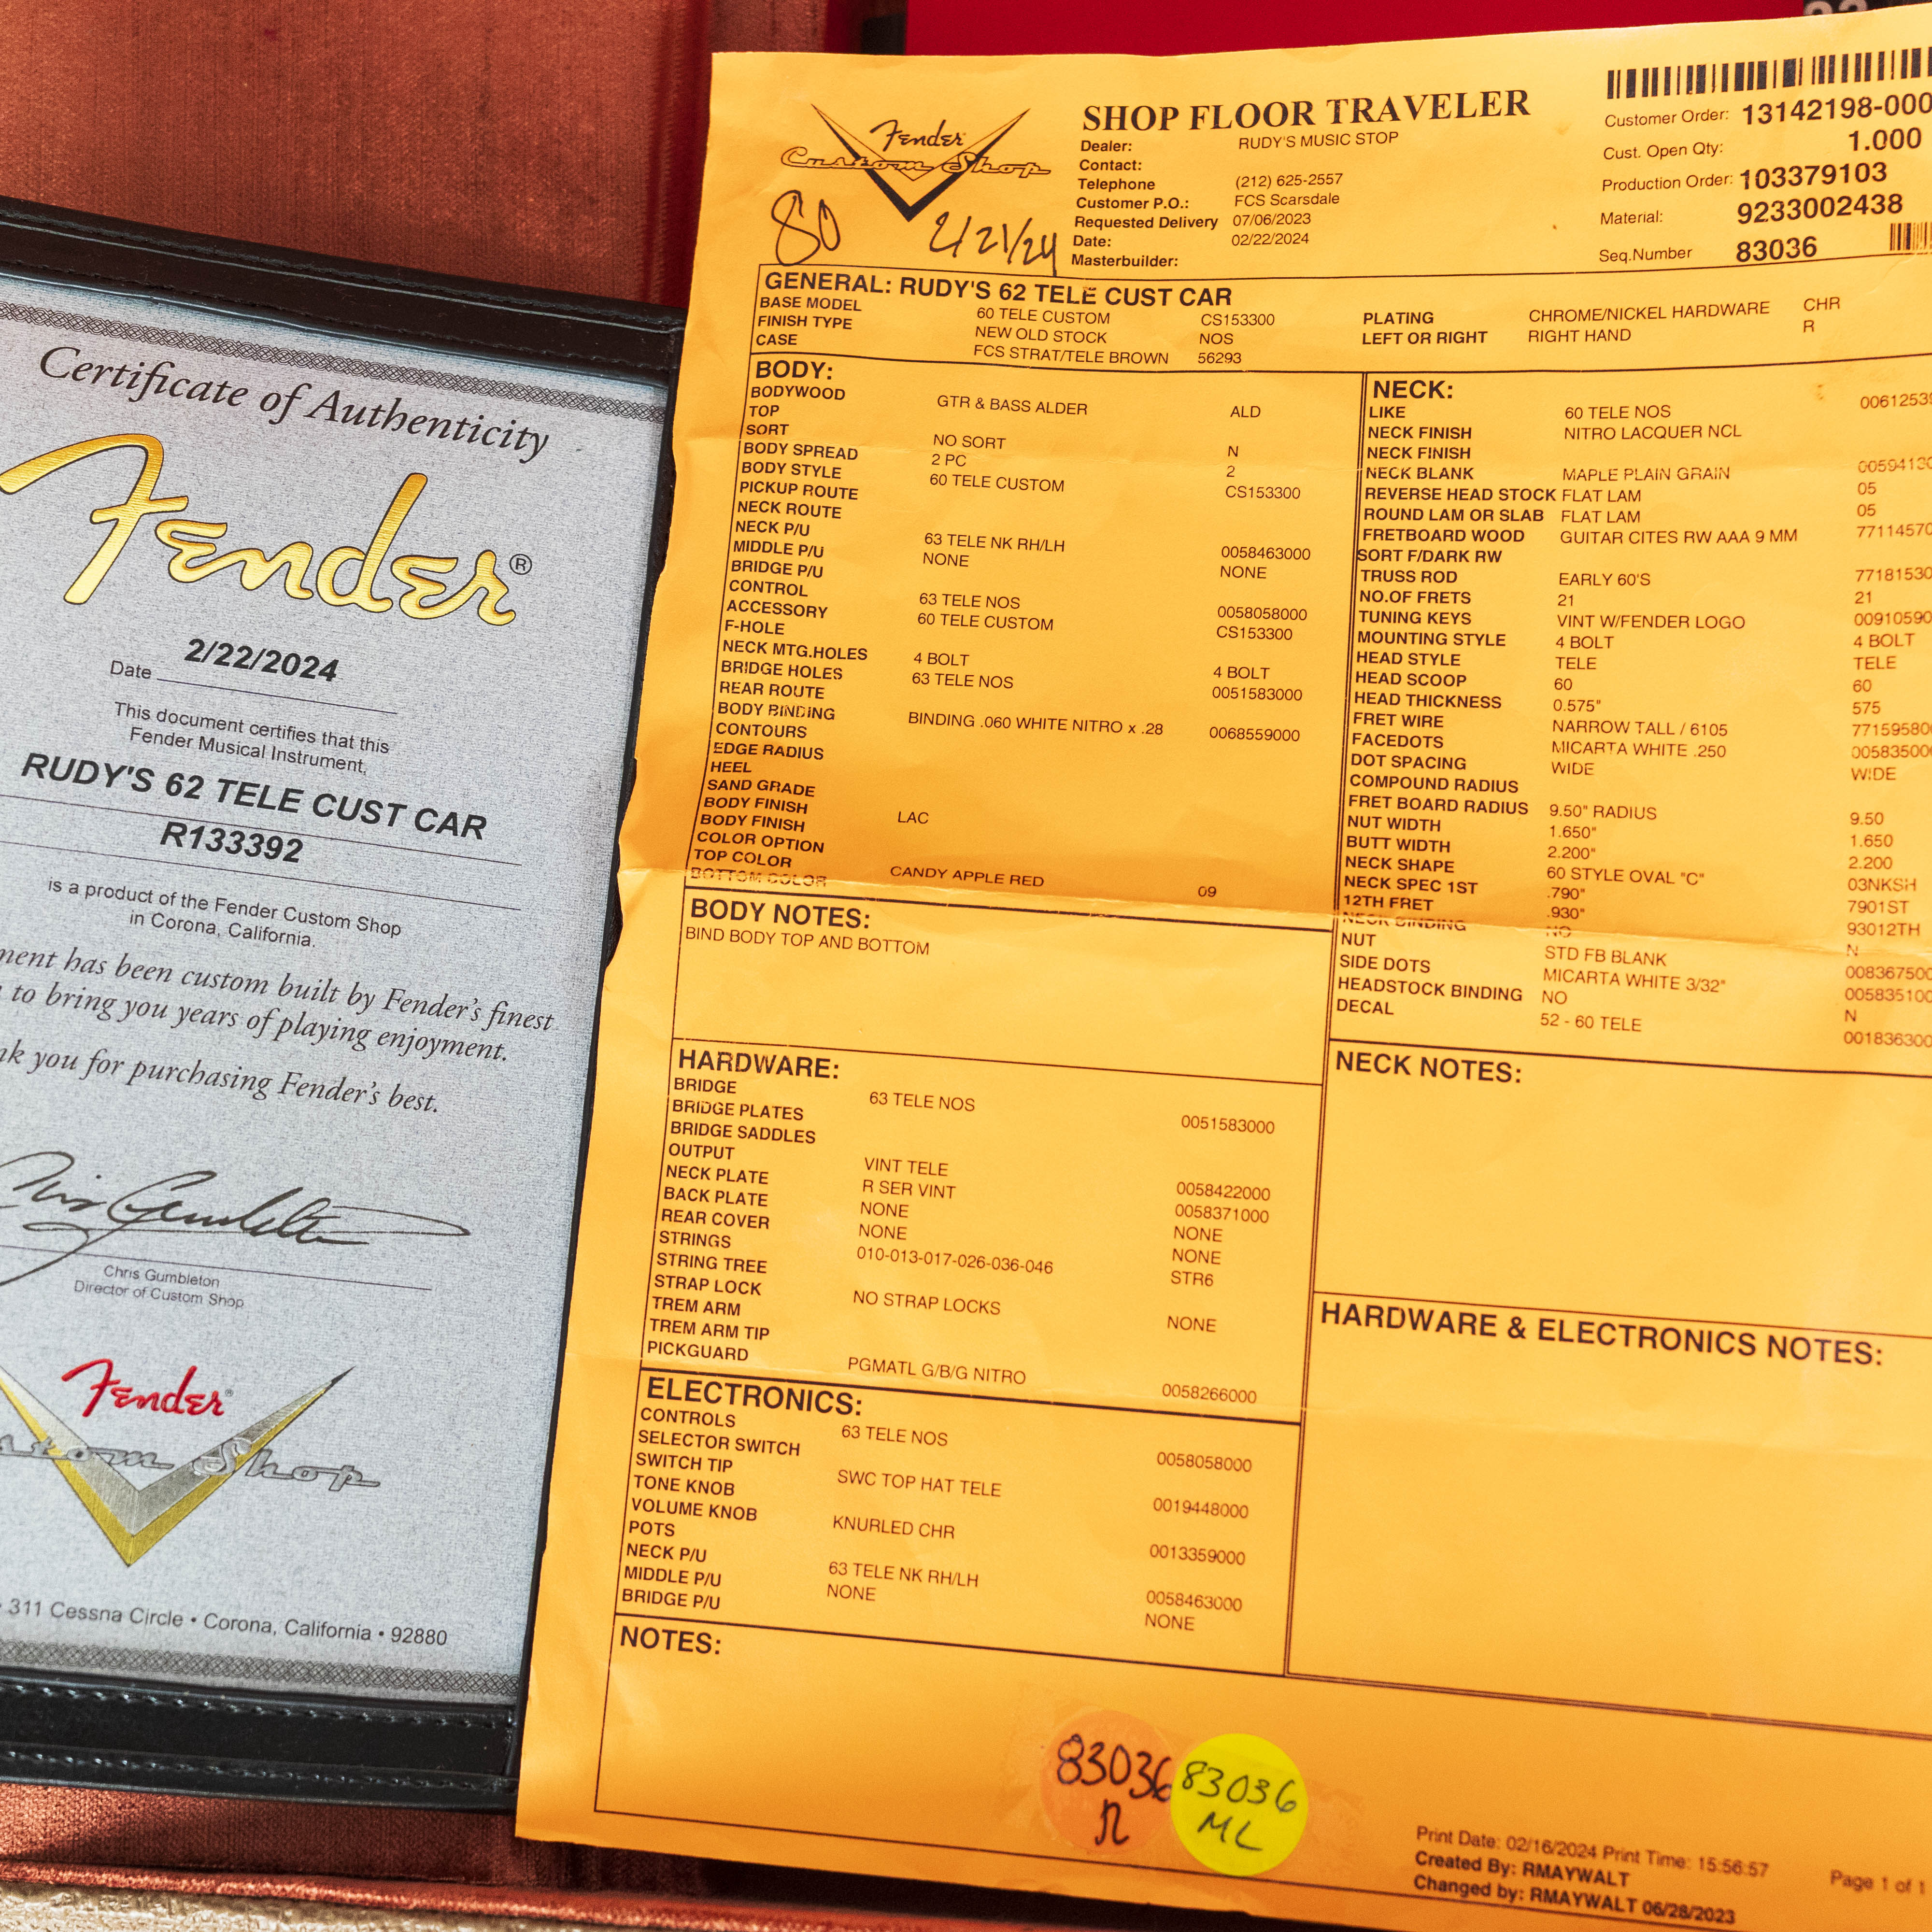 Certificate of Authenticity
Fender®
Date 2/22/2024
This document certifies that this
Fender Musical Instrument,
RUDY'S 62 TELE CUST CAR
R133392
is a product of the Fender Custom Shop
in Corona, California.
has been custom built by Fender's finest
to bring you years of playing enjoyment.
you for purchasing Fender's best.
Chris Gumbleton
Director of Custom Shop
Fender®
Shop
311 Cessna Circle • Corona, California • 92880
Fender
Custom Shop
80 2/21/24
SHOP FLOOR TRAVELER
Dealer: RUDY'S MUSIC STOP
Contact:
Telephone (212) 625-2557
Customer P.O.: FCS Scarsdale
Requested Delivery 07/06/2023
Date: 02/22/2024
Masterbuilder:
Customer Order: 13142198-000
Cust. Open Qty: 1.000
Production Order: 103379103
Material: 9233002438
Seq.Number 83036
GENERAL: RUDY'S 62 TELE CUST CAR
BASE MODEL 60 TELE CUSTOM CS153300
FINISH TYPE NEW OLD STOCK NOS
CASE FCS STRAT/TELE BROWN 56293
PLATING CHROME/NICKEL HARDWARE CHR
LEFT OR RIGHT RIGHT HAND R
BODY:
BODYWOOD GTR & BASS ALDER ALD
TOP
SORT NO SORT N
BODY SPREAD 2 PC 2
BODY STYLE 60 TELE CUSTOM CS153300
PICKUP ROUTE
NECK ROUTE
NECK P/U 63 TELE NK RH/LH 0058463000
MIDDLE P/U NONE NONE
BRIDGE P/U
CONTROL 63 TELE NOS 0058058000
ACCESSORY 60 TELE CUSTOM CS153300
F-HOLE
NECK MTG.HOLES 4 BOLT 4 BOLT
BRIDGE HOLES 63 TELE NOS 0051583000
REAR ROUTE
BODY BINDING BINDING .060 WHITE NITRO x .28 0068559000
CONTOURS
EDGE RADIUS
HEEL
SAND GRADE
BODY FINISH LAC
BODY FINISH
COLOR OPTION
TOP COLOR CANDY APPLE RED 09
BOTTOM COLOR
BODY NOTES:
BIND BODY TOP AND BOTTOM
HARDWARE:
BRIDGE 63 TELE NOS 0051583000
BRIDGE PLATES
BRIDGE SADDLES
OUTPUT VINT TELE 0058422000
NECK PLATE R SER VINT 0058371000
BACK PLATE NONE NONE
REAR COVER NONE NONE
STRINGS 010-013-017-026-036-046 STR6
STRING TREE
STRAP LOCK NO STRAP LOCKS NONE
TREM ARM
TREM ARM TIP
PICKGUARD PGMATL G/B/G NITRO 0058266000
ELECTRONICS:
CONTROLS 63 TELE NOS 0058058000
SELECTOR SWITCH
SWITCH TIP SWC TOP HAT TELE 0019448000
TONE KNOB
VOLUME KNOB KNURLED CHR 0013359000
POTS
NECK P/U 63 TELE NK RH/LH 0058463000
MIDDLE P/U NONE NONE
BRIDGE P/U
NOTES:
NECK:
LIKE 60 TELE NOS 0061253
NECK FINISH NITRO LACQUER NCL
NECK FINISH
NECK BLANK MAPLE PLAIN GRAIN 0059413
REVERSE HEAD STOCK FLAT LAM 05
ROUND LAM OR SLAB FLAT LAM 05
FRETBOARD WOOD GUITAR CITES RW AAA 9 MM 77114570
SORT F/DARK RW
TRUSS ROD EARLY 60'S 77181530
NO.OF FRETS 21 21
TUNING KEYS VINT W/FENDER LOGO 00910590
MOUNTING STYLE 4 BOLT 4 BOLT
HEAD STYLE TELE TELE
HEAD SCOOP 60 60
HEAD THICKNESS 0.575" 575
FRET WIRE NARROW TALL / 6105 77159580
FACEDOTS MICARTA WHITE .250 00583500
DOT SPACING WIDE WIDE
COMPOUND RADIUS
FRET BOARD RADIUS 9.50" RADIUS 9.50
NUT WIDTH 1.650" 1.650
BUTT WIDTH 2.200" 2.200
NECK SHAPE 60 STYLE OVAL "C" 03NKSH
NECK SPEC 1ST .790" 7901ST
12TH FRET .930" 93012TH
NECK BINDING NO N
NUT STD FB BLANK 00836750
SIDE DOTS MICARTA WHITE 3/32" 00583510
HEADSTOCK BINDING NO N
DECAL 52 - 60 TELE 00183630
NECK NOTES:
HARDWARE & ELECTRONICS NOTES:
83036
83036
ML
Print Date: 02/16/2024 Print Time: 15:56:57
Created By: RMAYWALT
Changed by: RMAYWALT 06/28/2023
Page 1 of 1